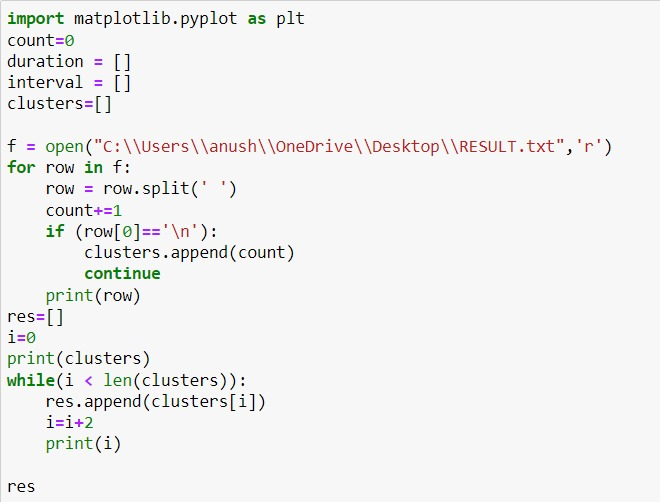 import matplotlib.pyplot as plt
count=0
duration = []
interval = []
clusters=[]

f = open("C:\\Users\\anush\\OneDrive\\Desktop\\RESULT.txt",'r')
for row in f:
    row = row.split(' ')
    count+=1
    if (row[0]=='\n'):
        clusters.append(count)
        continue
    print(row)
res=[]
i=0
print(clusters)
while(i < len(clusters)):
    res.append(clusters[i])
    i=i+2
    print(i)

res